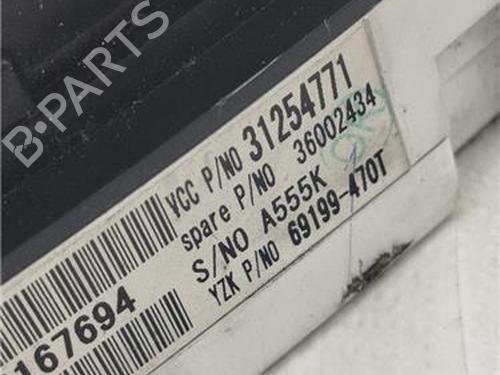 B-PARTS
VCC P/NO 31254771
spare P/NO 36002434
S/NO A555K
YZK P/NO 69199-470T
167694